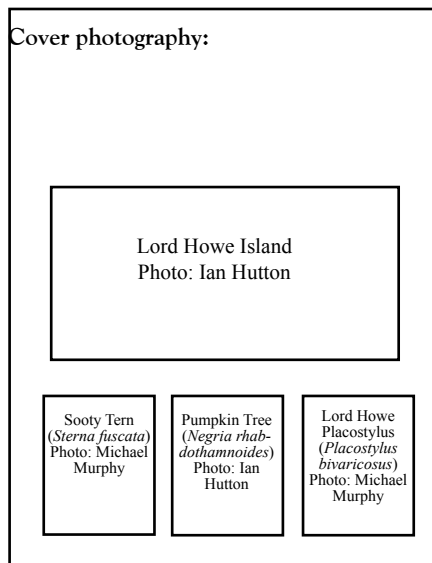 Cover photography:
Lord Howe Island
Photo: Ian Hutton
Sooty Tern
(Sterna fuscata)
Photo: Michael
Murphy
Pumpkin Tree
(Negria rhab-
dothamnoides)
Photo: Ian
Hutton
Lord Howe
Placostylus
(Placostylus
bivaricosus)
Photo: Michael
Murphy